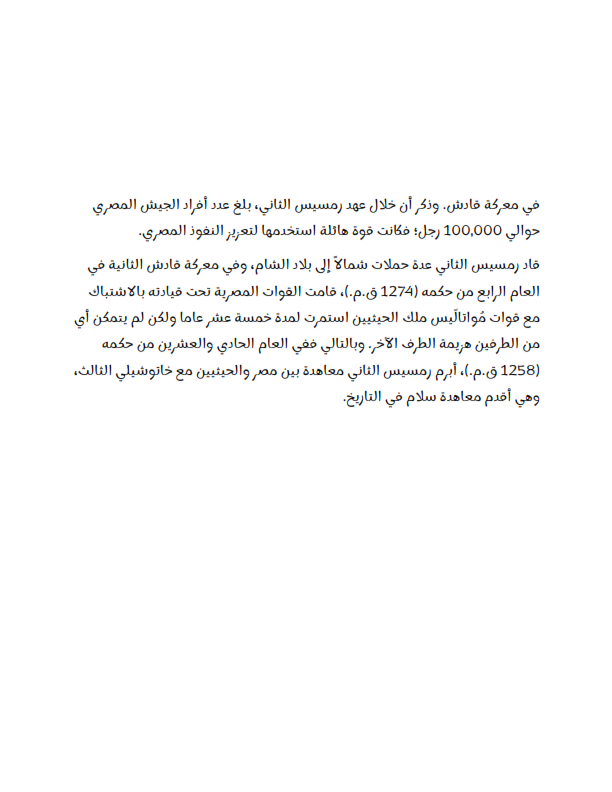 في معركة قادش. وذكر أن خلال عهد رمسيس الثاني، بلغ عدد أفراد الجيش المصري
حوالي 100,000 رجل؛ فكانت قوة هائلة استخدمها لتعزيز النفوذ المصري.
قاد رمسيس الثاني عدة حملات شمالاً إلى بلاد الشام، وفي معركة قادش الثانية في
العام الرابع من حكمه (1274 ق.م.)، قامت القوات المصرية تحت قيادته بالاشتباك
مع قوات مُواتالّيس ملك الحيثيين استمرت لمدة خمسة عشر عاما ولكن لم يتمكن أي
من الطرفين هزيمة الطرف الآخر. وبالتالي ففي العام الحادي والعشرين من حكمه
(1258 ق.م.)، أبرم رمسيس الثاني معاهدة بين مصر والحيثيين مع خاتوشيلي الثالث،
وهي أقدم معاهدة سلام في التاريخ.